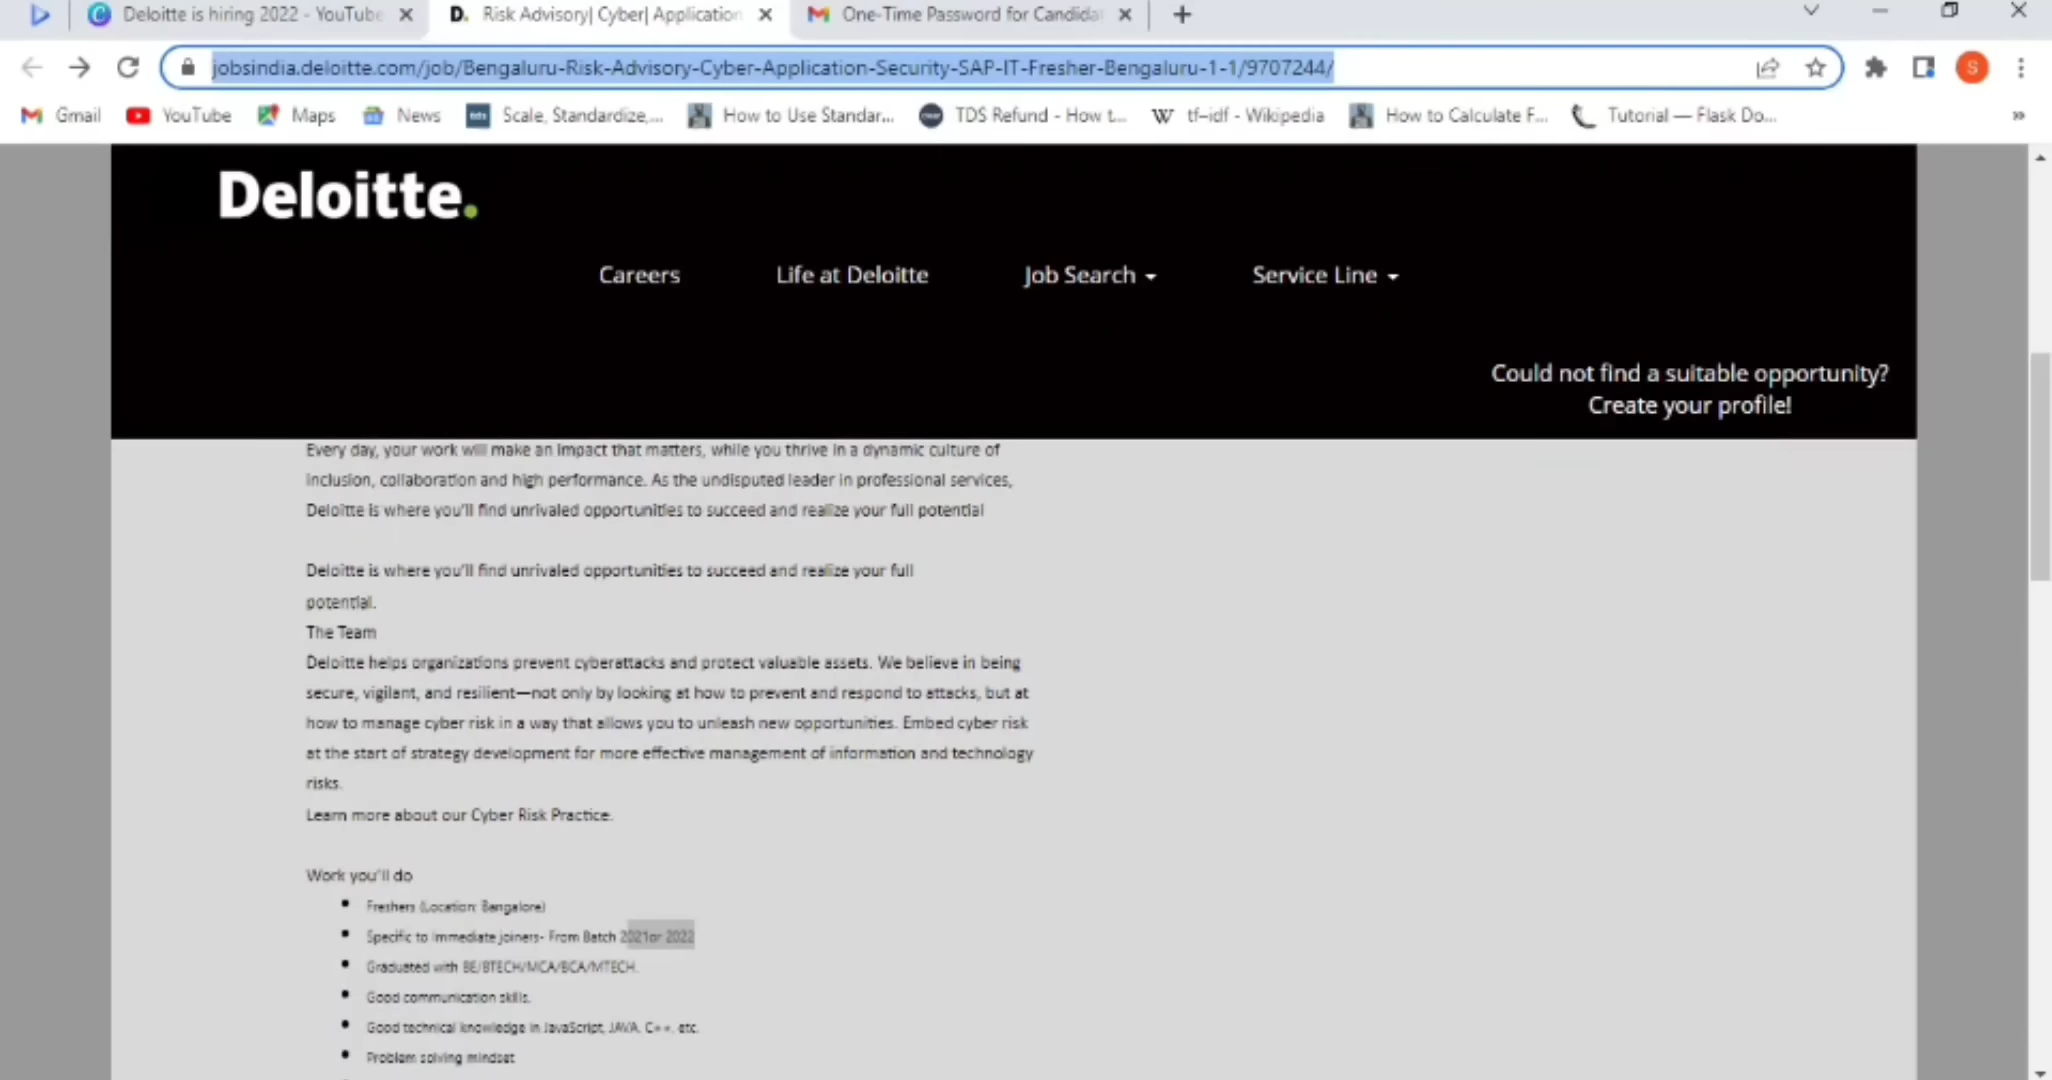 Deloitte is hiring 2022 - YouTube
D. Risk Advisory| Cyber| Application
One-Time Password for Candida
jobsindia.deloitte.com/job/Bengaluru-Risk-Advisory-Cyber-Application-Security-SAP-IT-Fresher-Bengaluru-1-1/9707244/
S
Gmail YouTube Maps News Scale, Standardize,... How to Use Standar... TDS Refund - How t... tf–idf - Wikipedia How to Calculate F... Tutorial — Flask Do... »
Deloitte.
Careers Life at Deloitte Job Search Service Line
Could not find a suitable opportunity?
Create your profile!
Every day, your work will make an impact that matters, while you thrive in a dynamic culture of
inclusion, collaboration and high performance. As the undisputed leader in professional services,
Deloitte is where you'll find unrivaled opportunities to succeed and realize your full potential
Deloitte is where you'll find unrivaled opportunities to succeed and realize your full
potential.
The Team
Deloitte helps organizations prevent cyberattacks and protect valuable assets. We believe in being
secure, vigilant, and resilient—not only by looking at how to prevent and respond to attacks, but at
how to manage cyber risk in a way that allows you to unleash new opportunities. Embed cyber risk
at the start of strategy development for more effective management of information and technology
risks.
Learn more about our Cyber Risk Practice.
Work you'll do
• Freshers (Location: Bangalore)
• Specific to Immediate joiners- From Batch 2021or 2022
• Graduated with BE/BTECH/MCA/BCA/MTECH.
• Good communication skills.
• Good technical knowledge in JavaScript, JAVA, C++, etc.
• Problem solving mindset